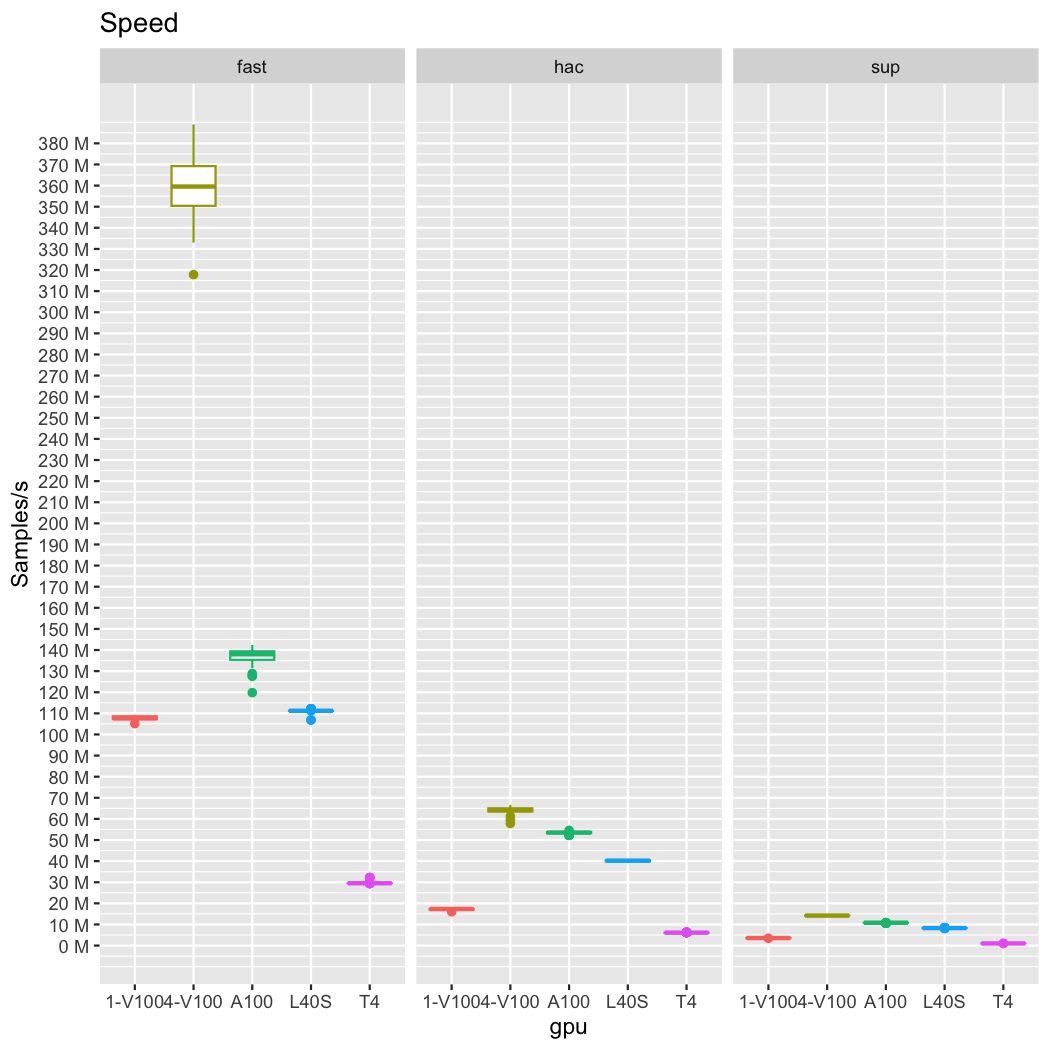 Speed
fast hac sup
380 M
370 M
360 M
350 M
340 M
330 M
320 M
310 M
300 M
290 M
280 M
270 M
260 M
250 M
240 M
230 M
220 M
210 M
200 M
190 M
180 M
170 M
160 M
150 M
140 M
130 M
120 M
110 M
100 M
90 M
80 M
70 M
60 M
50 M
40 M
30 M
20 M
10 M
0 M
Samples/s
1-V100 4-V100 A100 L40S T4 1-V100 4-V100 A100 L40S T4 1-V100 4-V100 A100 L40S T4
gpu